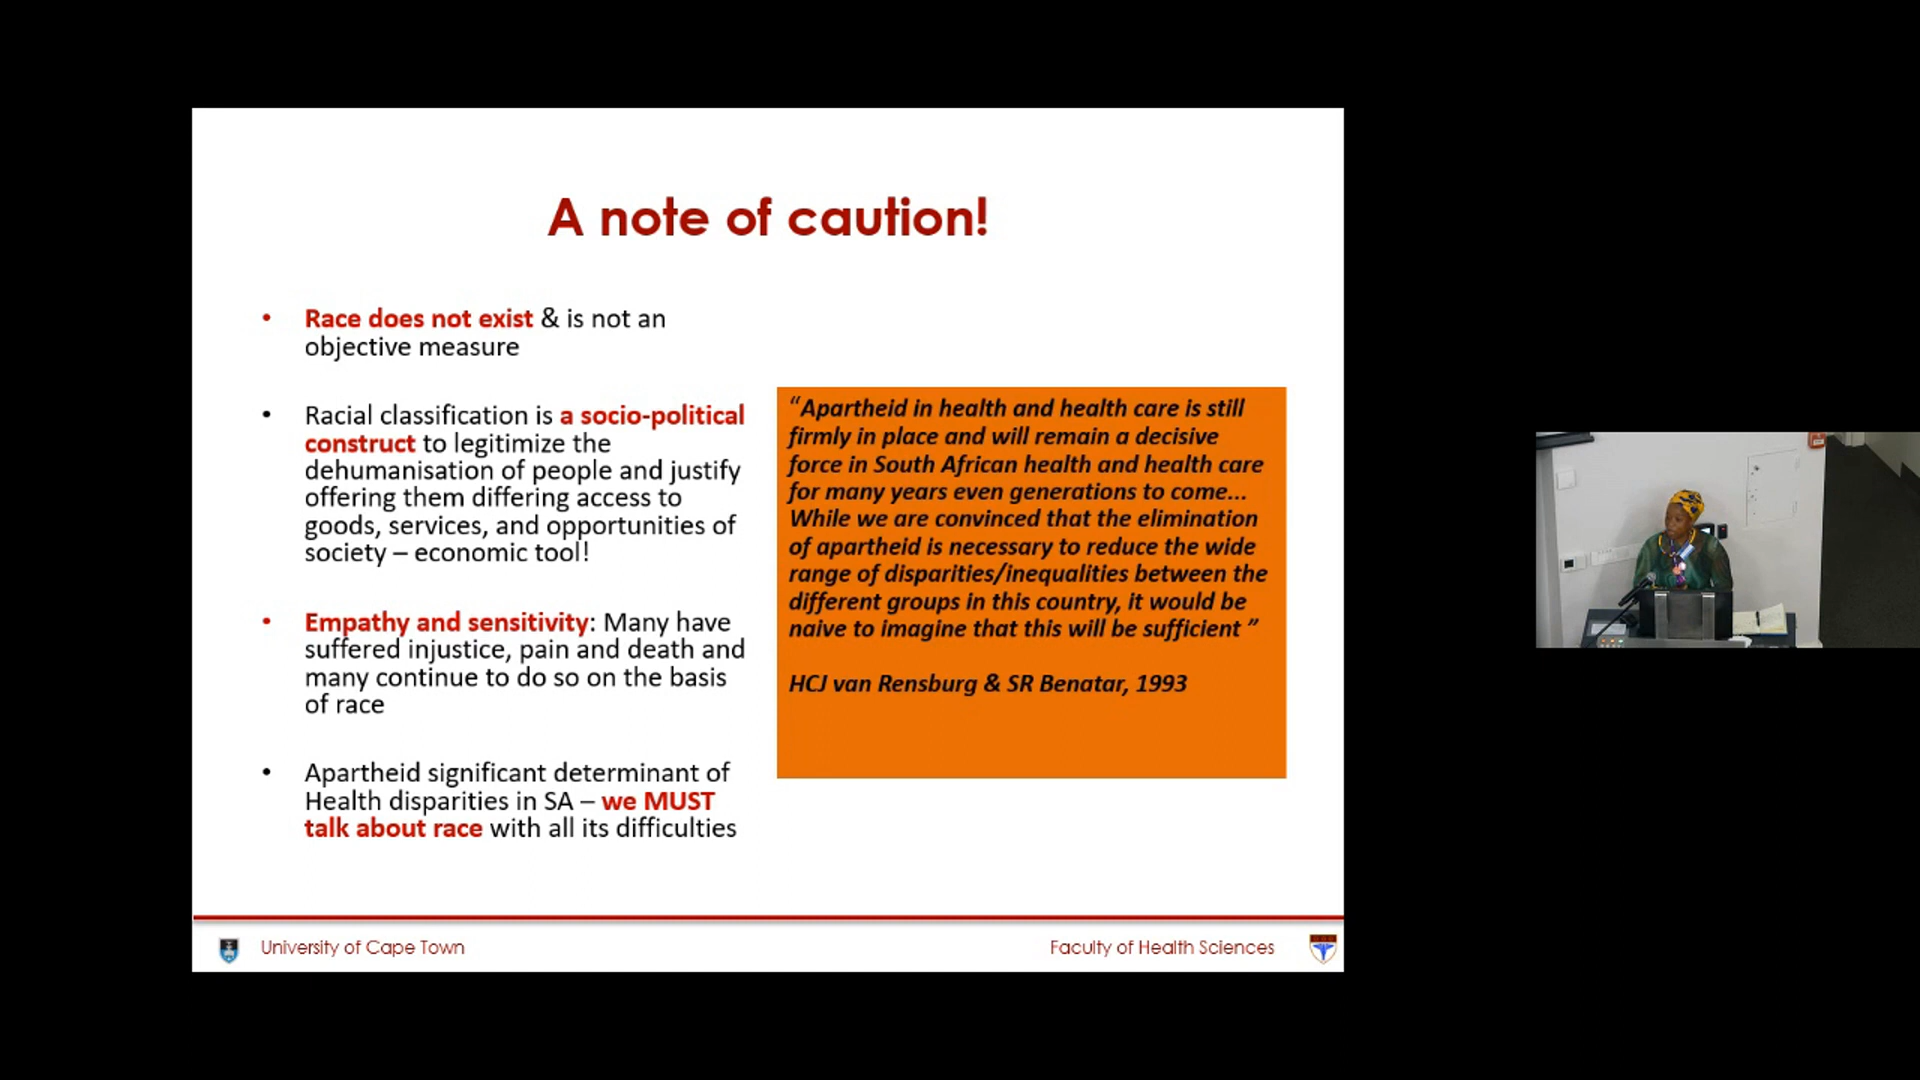 A note of caution!
• Race does not exist & is not an
objective measure
• Racial classification is a socio-political
construct to legitimize the
dehumanisation of people and justify
offering them differing access to
goods, services, and opportunities of
society – economic tool!
• Empathy and sensitivity: Many have
suffered injustice, pain and death and
many continue to do so on the basis
of race
• Apartheid significant determinant of
Health disparities in SA – we MUST
talk about race with all its difficulties
“Apartheid in health and health care is still
firmly in place and will remain a decisive
force in South African health and health care
for many years even generations to come...
While we are convinced that the elimination
of apartheid is necessary to reduce the wide
range of disparities/inequalities between the
different groups in this country, it would be
naive to imagine that this will be sufficient ”
HCJ van Rensburg & SR Benatar, 1993
University of Cape Town
Faculty of Health Sciences